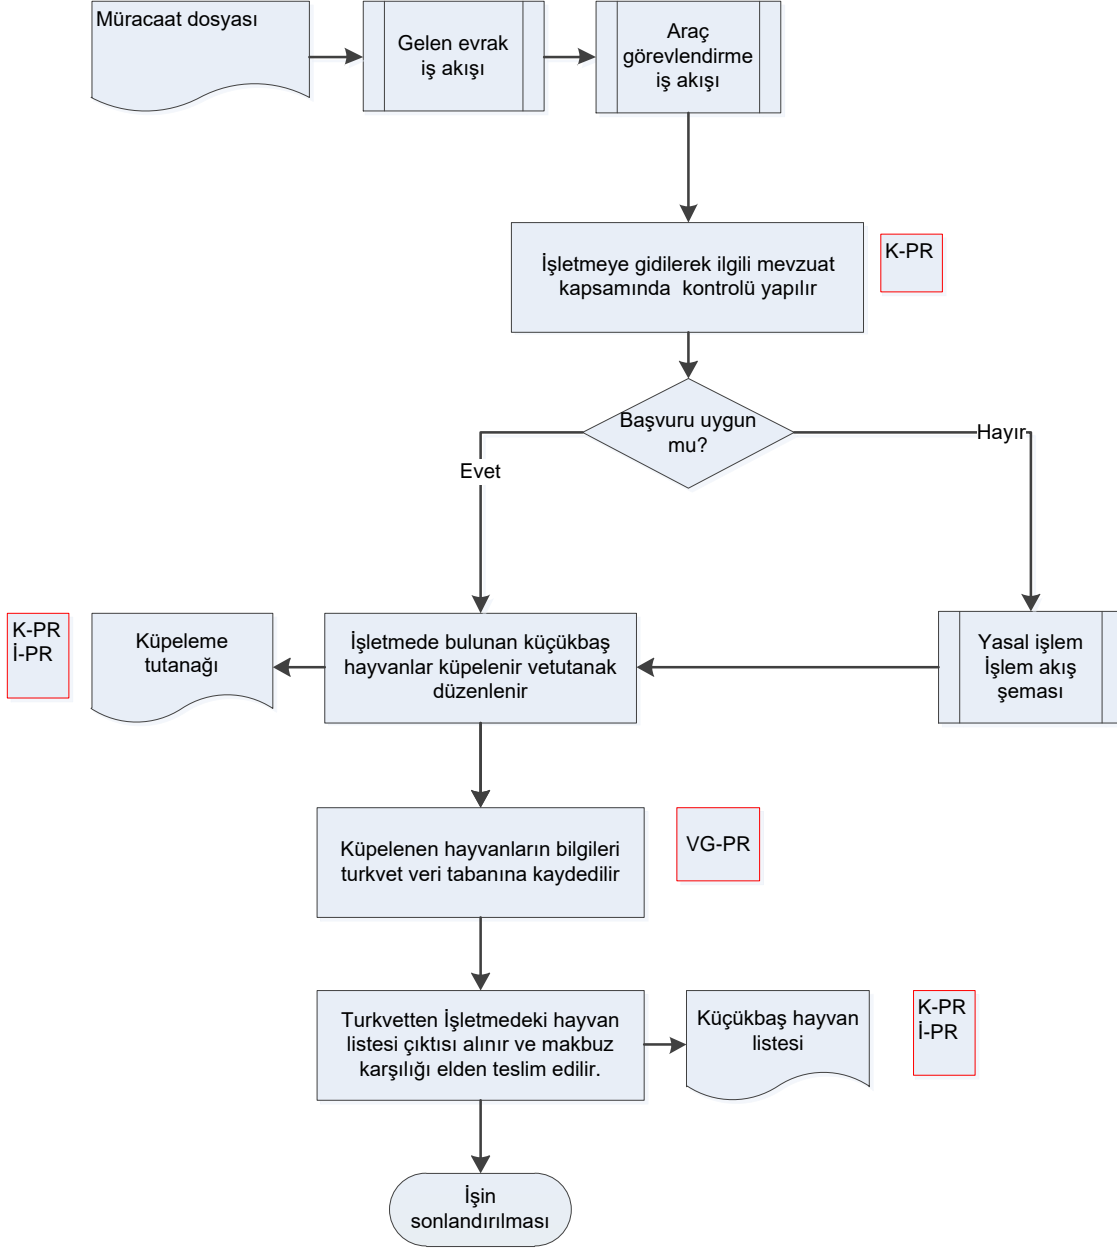 Müracaat dosyası
Gelen evrak
iş akışı
Araç
görevlendirme
iş akışı
İşletmeye gidilerek ilgili mevzuat
kapsamında  kontrolü yapılır
K-PR
Başvuru uygun
mu?
Hayır
Evet
K-PR
İ-PR
Küpeleme
tutanağı
İşletmede bulunan küçükbaş
hayvanlar küpelenir vetutanak
düzenlenir
Yasal işlem
İşlem akış
şeması
Küpelenen hayvanların bilgileri
turkvet veri tabanına kaydedilir
VG-PR
Turkvetten İşletmedeki hayvan
listesi çıktısı alınır ve makbuz
karşılığı elden teslim edilir.
Küçükbaş hayvan
listesi
K-PR
İ-PR
İşin
sonlandırılması